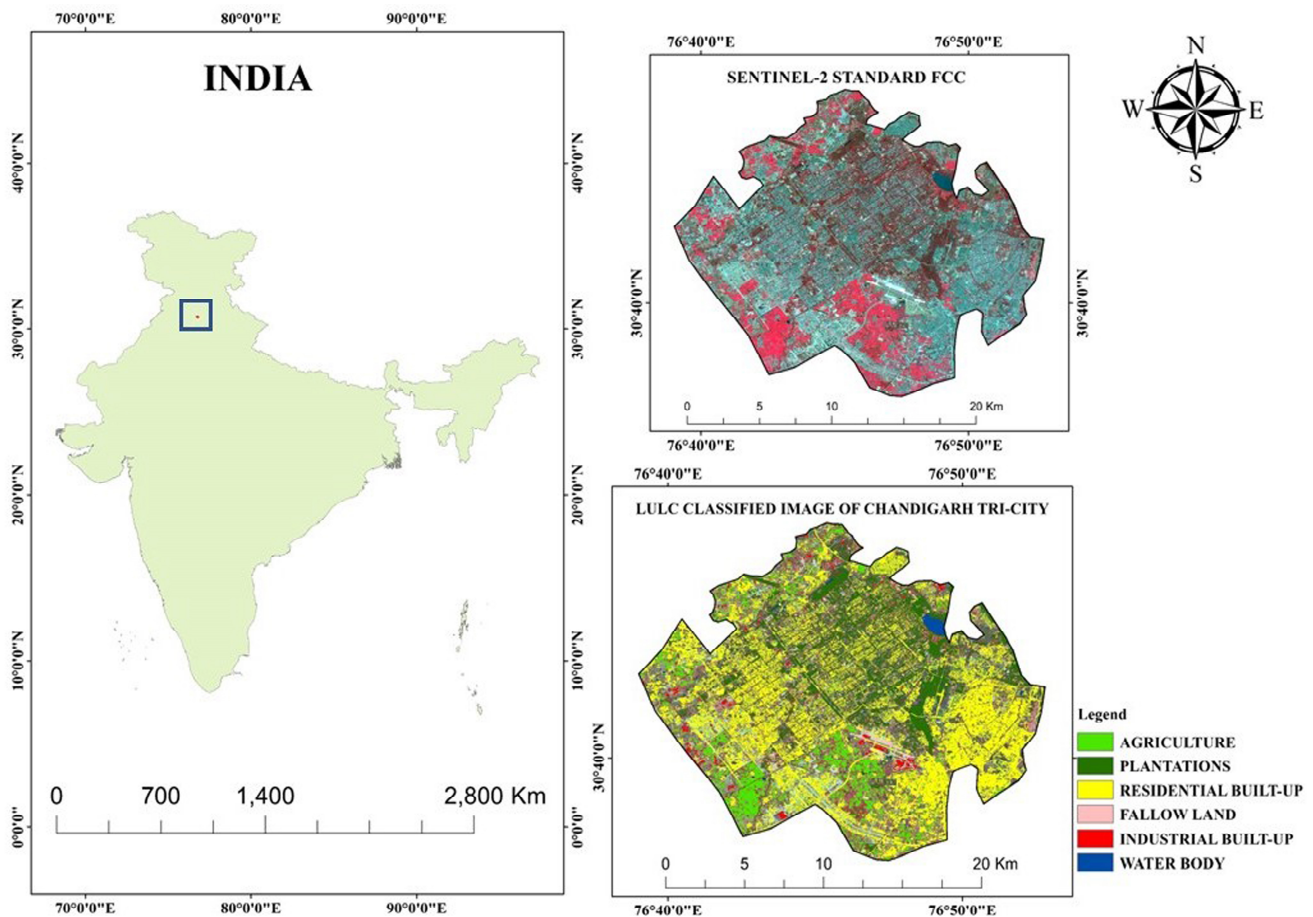 70°0'0"E 80°0'0"E 90°0'0"E
INDIA
40°0'0"N 40°0'0"N
30°0'0"N 30°0'0"N
20°0'0"N 20°0'0"N
10°0'0"N 10°0'0"N
0°0'0" 0°0'0"
0 700 1,400 2,800 Km
70°0'0"E 80°0'0"E 90°0'0"E
76°40'0"E 76°50'0"E
SENTINEL-2 STANDARD FCC
30°40'0"N 30°40'0"N
0 5 10 20 Km
76°40'0"E 76°50'0"E
N
W E
S
76°40'0"E 76°50'0"E
LULC CLASSIFIED IMAGE OF CHANDIGARH TRI-CITY
30°40'0"N
0 5 10 20 Km
76°40'0"E 76°50'0"E
Legend
AGRICULTURE
PLANTATIONS
RESIDENTIAL BUILT-UP
FALLOW LAND
INDUSTRIAL BUILT-UP
WATER BODY